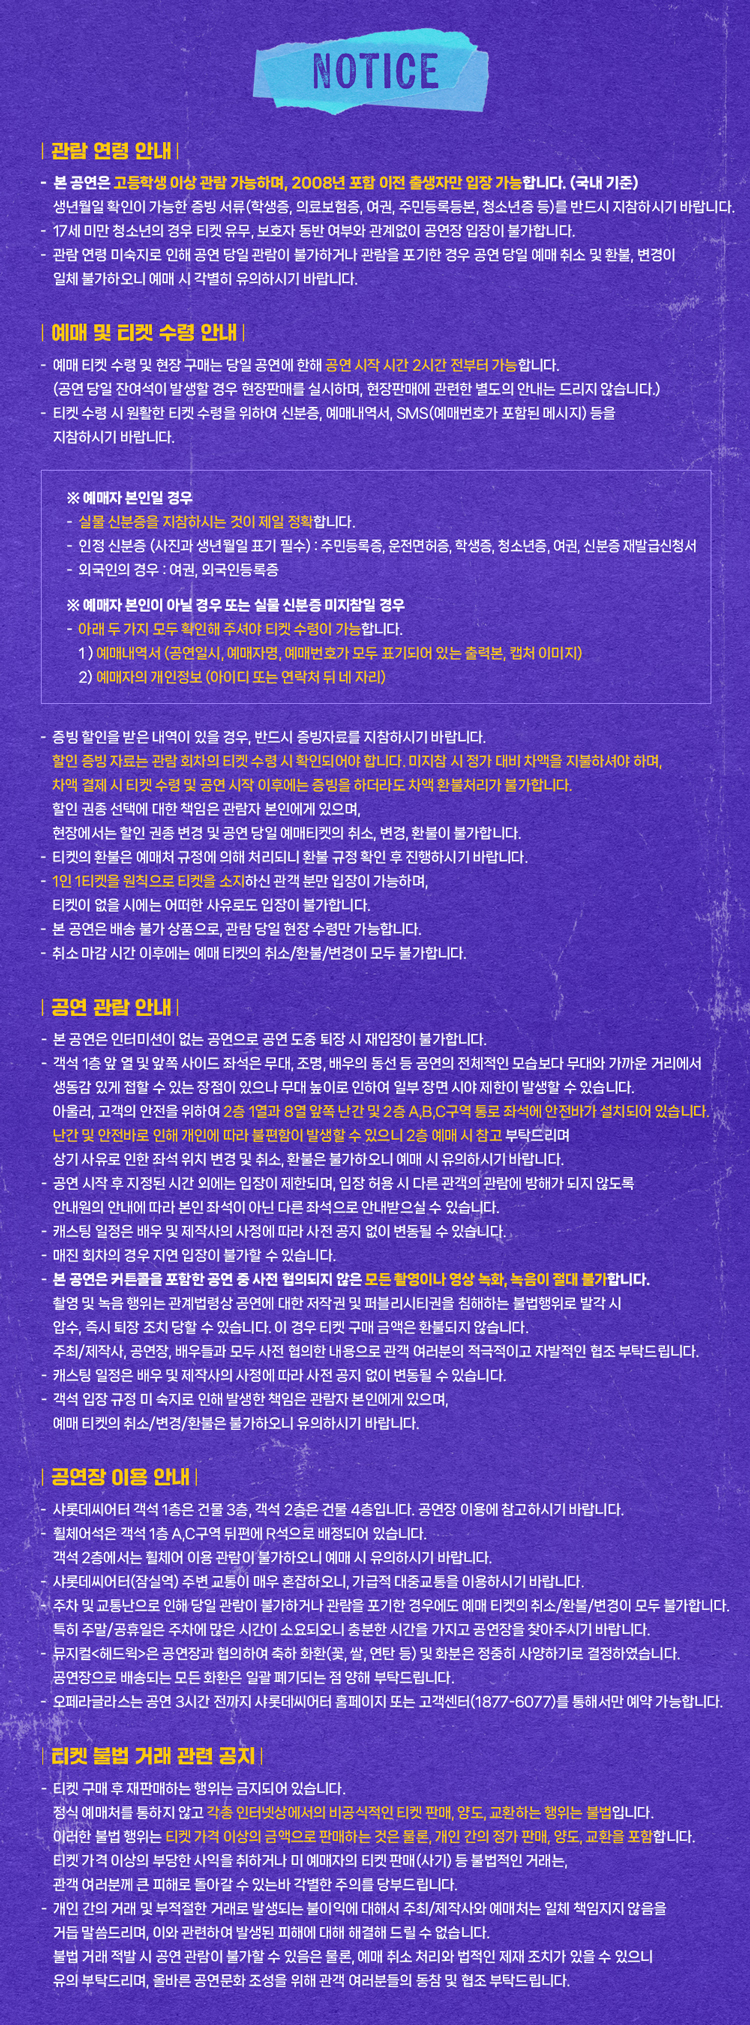 NOTICE
| 관람 연령 안내 |
- 본 공연은 고등학생 이상 관람 가능하며, 2008년 포함 이전 출생자만 입장 가능합니다. (국내 기준)
생년월일 확인이 가능한 증빙 서류(학생증, 의료보험증, 여권, 주민등록등본, 청소년증 등)를 반드시 지참하시기 바랍니다.
- 17세 미만 청소년의 경우 티켓 유무, 보호자 동반 여부와 관계없이 공연장 입장이 불가합니다.
- 관람 연령 미숙지로 인해 공연 당일 관람이 불가하거나 관람을 포기한 경우 공연 당일 예매 취소 및 환불, 변경이
일체 불가하오니 예매 시 각별히 유의하시기 바랍니다.
| 예매 및 티켓 수령 안내 |
- 예매 티켓 수령 및 현장 구매는 당일 공연에 한해 공연 시작 시간 2시간 전부터 가능합니다.
(공연 당일 잔여석이 발생할 경우 현장판매를 실시하며, 현장판매에 관련한 별도의 안내는 드리지 않습니다.)
- 티켓 수령 시 원활한 티켓 수령을 위하여 신분증, 예매내역서, SMS(예매번호가 포함된 메시지) 등을
지참하시기 바랍니다.
※ 예매자 본인일 경우
- 실물 신분증을 지참하시는 것이 제일 정확합니다.
- 인정 신분증 (사진과 생년월일 표기 필수) : 주민등록증, 운전면허증, 학생증, 청소년증, 여권, 신분증 재발급신청서
- 외국인의 경우 : 여권, 외국인등록증
※ 예매자 본인이 아닐 경우 또는 실물 신분증 미지참일 경우
- 아래 두 가지 모두 확인해 주셔야 티켓 수령이 가능합니다.
1) 예매내역서 (공연일시, 예매자명, 예매번호가 모두 표기되어 있는 출력본, 캡처 이미지)
2) 예매자의 개인정보 (아이디 또는 연락처 뒤 네 자리)
- 증빙 할인을 받은 내역이 있을 경우, 반드시 증빙자료를 지참하시기 바랍니다.
할인 증빙 자료는 관람 회차의 티켓 수령 시 확인되어야 합니다. 미지참 시 정가 대비 차액을 지불하셔야 하며,
차액 결제 시 티켓 수령 및 공연 시작 이후에는 증빙을 하더라도 차액 환불처리가 불가합니다.
할인 권종 선택에 대한 책임은 관람자 본인에게 있으며,
현장에서는 할인 권종 변경 및 공연 당일 예매티켓의 취소, 변경, 환불이 불가합니다.
- 티켓의 환불은 예매처 규정에 의해 처리되니 환불 규정 확인 후 진행하시기 바랍니다.
- 1인 1티켓을 원칙으로 티켓을 소지하신 관객 분만 입장이 가능하며,
티켓이 없을 시에는 어떠한 사유로도 입장이 불가합니다.
- 본 공연은 배송 불가 상품으로, 관람 당일 현장 수령만 가능합니다.
- 취소 마감 시간 이후에는 예매 티켓의 취소/환불/변경이 모두 불가합니다.
| 공연 관람 안내 |
- 본 공연은 인터미션이 없는 공연으로 공연 도중 퇴장 시 재입장이 불가합니다.
- 객석 1층 앞 열 및 앞쪽 사이드 좌석은 무대, 조명, 배우의 동선 등 공연의 전체적인 모습보다 무대와 가까운 거리에서
생동감 있게 접할 수 있는 장점이 있으나 무대 높이로 인하여 일부 장면 시야 제한이 발생할 수 있습니다.
아울러, 고객의 안전을 위하여 2층 1열과 8열 앞쪽 난간 및 2층 A,B,C구역 통로 좌석에 안전바가 설치되어 있습니다.
난간 및 안전바로 인해 개인에 따라 불편함이 발생할 수 있으니 2층 예매 시 참고 부탁드리며
상기 사유로 인한 좌석 위치 변경 및 취소, 환불은 불가하오니 예매 시 유의하시기 바랍니다.
- 공연 시작 후 지정된 시간 외에는 입장이 제한되며, 입장 허용 시 다른 관객의 관람에 방해가 되지 않도록
안내원의 안내에 따라 본인 좌석이 아닌 다른 좌석으로 안내받으실 수 있습니다.
- 캐스팅 일정은 배우 및 제작사의 사정에 따라 사전 공지 없이 변동될 수 있습니다.
- 매진 회차의 경우 지연 입장이 불가할 수 있습니다.
- 본 공연은 커튼콜을 포함한 공연 중 사전 협의되지 않은 모든 촬영이나 영상 녹화, 녹음이 절대 불가합니다.
촬영 및 녹음 행위는 관계법령상 공연에 대한 저작권 및 퍼블리시티권을 침해하는 불법행위로 발각 시
압수, 즉시 퇴장 조치 당할 수 있습니다. 이 경우 티켓 구매 금액은 환불되지 않습니다.
주최/제작사, 공연장, 배우들과 모두 사전 협의한 내용으로 관객 여러분의 적극적이고 자발적인 협조 부탁드립니다.
- 캐스팅 일정은 배우 및 제작사의 사정에 따라 사전 공지 없이 변동될 수 있습니다.
- 객석 입장 규정 미 숙지로 인해 발생한 책임은 관람자 본인에게 있으며,
예매 티켓의 취소/변경/환불은 불가하오니 유의하시기 바랍니다.
| 공연장 이용 안내 |
- 샤롯데씨어터 객석 1층은 건물 3층, 객석 2층은 건물 4층입니다. 공연장 이용에 참고하시기 바랍니다.
- 휠체어석은 객석 1층 A,C구역 뒤편에 R석으로 배정되어 있습니다.
객석 2층에서는 휠체어 이용 관람이 불가하오니 예매 시 유의하시기 바랍니다.
- 샤롯데씨어터(잠실역) 주변 교통이 매우 혼잡하오니, 가급적 대중교통을 이용하시기 바랍니다.
- 주차 및 교통난으로 인해 당일 관람이 불가하거나 관람을 포기한 경우에도 예매 티켓의 취소/환불/변경이 모두 불가합니다.
특히 주말/공휴일은 주차에 많은 시간이 소요되오니 충분한 시간을 가지고 공연장을 찾아주시기 바랍니다.
- 뮤지컬<헤드윅>은 공연장과 협의하여 축하 화환(꽃, 쌀, 연탄 등) 및 화분은 정중히 사양하기로 결정하였습니다.
공연장으로 배송되는 모든 화환은 일괄 폐기되는 점 양해 부탁드립니다.
- 오페라글라스는 공연 3시간 전까지 샤롯데씨어터 홈페이지 또는 고객센터(1877-6077)를 통해서만 예약 가능합니다.
| 티켓 불법 거래 관련 공지 |
- 티켓 구매 후 재판매하는 행위는 금지되어 있습니다.
정식 예매처를 통하지 않고 각종 인터넷상에서의 비공식적인 티켓 판매, 양도, 교환하는 행위는 불법입니다.
이러한 불법 행위는 티켓 가격 이상의 금액으로 판매하는 것은 물론, 개인 간의 정가 판매, 양도, 교환을 포함합니다.
티켓 가격 이상의 부당한 사익을 취하거나 미 예매자의 티켓 판매(사기) 등 불법적인 거래는,
관객 여러분께 큰 피해로 돌아갈 수 있는바 각별한 주의를 당부드립니다.
- 개인 간의 거래 및 부적절한 거래로 발생되는 불이익에 대해서 주최/제작사와 예매처는 일체 책임지지 않음을
거듭 말씀드리며, 이와 관련하여 발생된 피해에 대해 해결해 드릴 수 없습니다.
불법 거래 적발 시 공연 관람이 불가할 수 있음은 물론, 예매 취소 처리와 법적인 제재 조치가 있을 수 있으니
유의 부탁드리며, 올바른 공연문화 조성을 위해 관객 여러분들의 동참 및 협조 부탁드립니다.